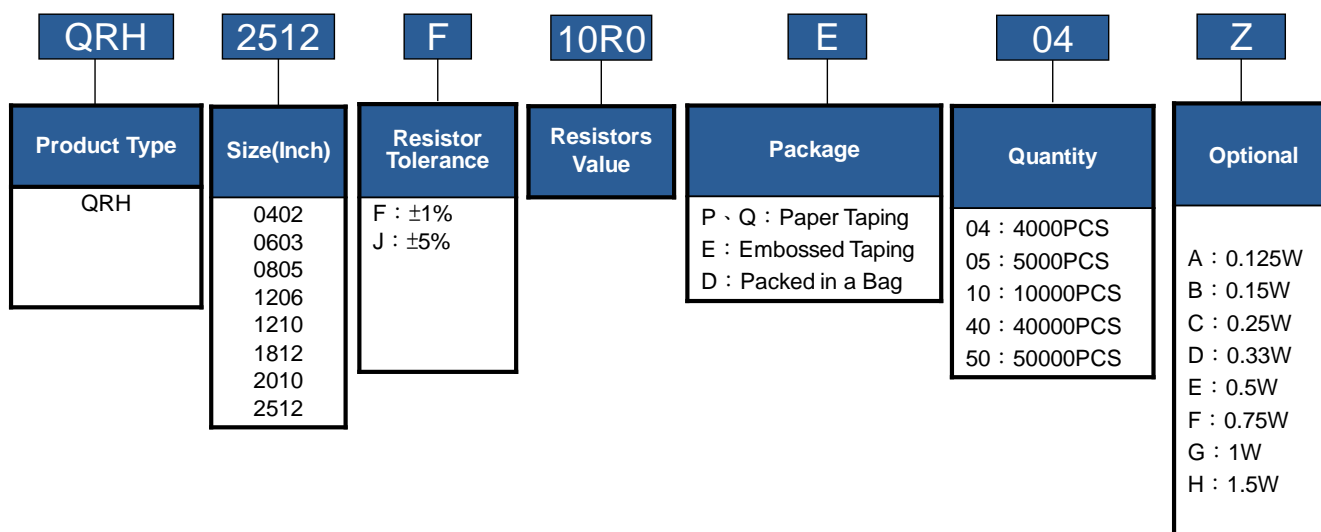 QRH 2512 F 10R0 E 04 Z
Product Type
QRH
Size(Inch)
0402
0603
0805
1206
1210
1812
2010
2512
Resistor
Tolerance
F：±1%
J：±5%
Resistors
Value
Package
P、Q：Paper Taping
E：Embossed Taping
D：Packed in a Bag
Quantity
04：4000PCS
05：5000PCS
10：10000PCS
40：40000PCS
50：50000PCS
Optional
A：0.125W
B：0.15W
C：0.25W
D：0.33W
E：0.5W
F：0.75W
G：1W
H：1.5W